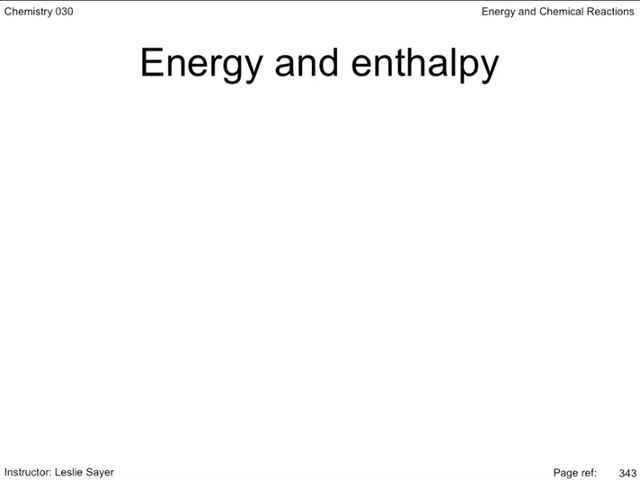 Chemistry 030
Energy and Chemical Reactions
Energy and enthalpy
Instructor: Leslie Sayer
Page ref: 343